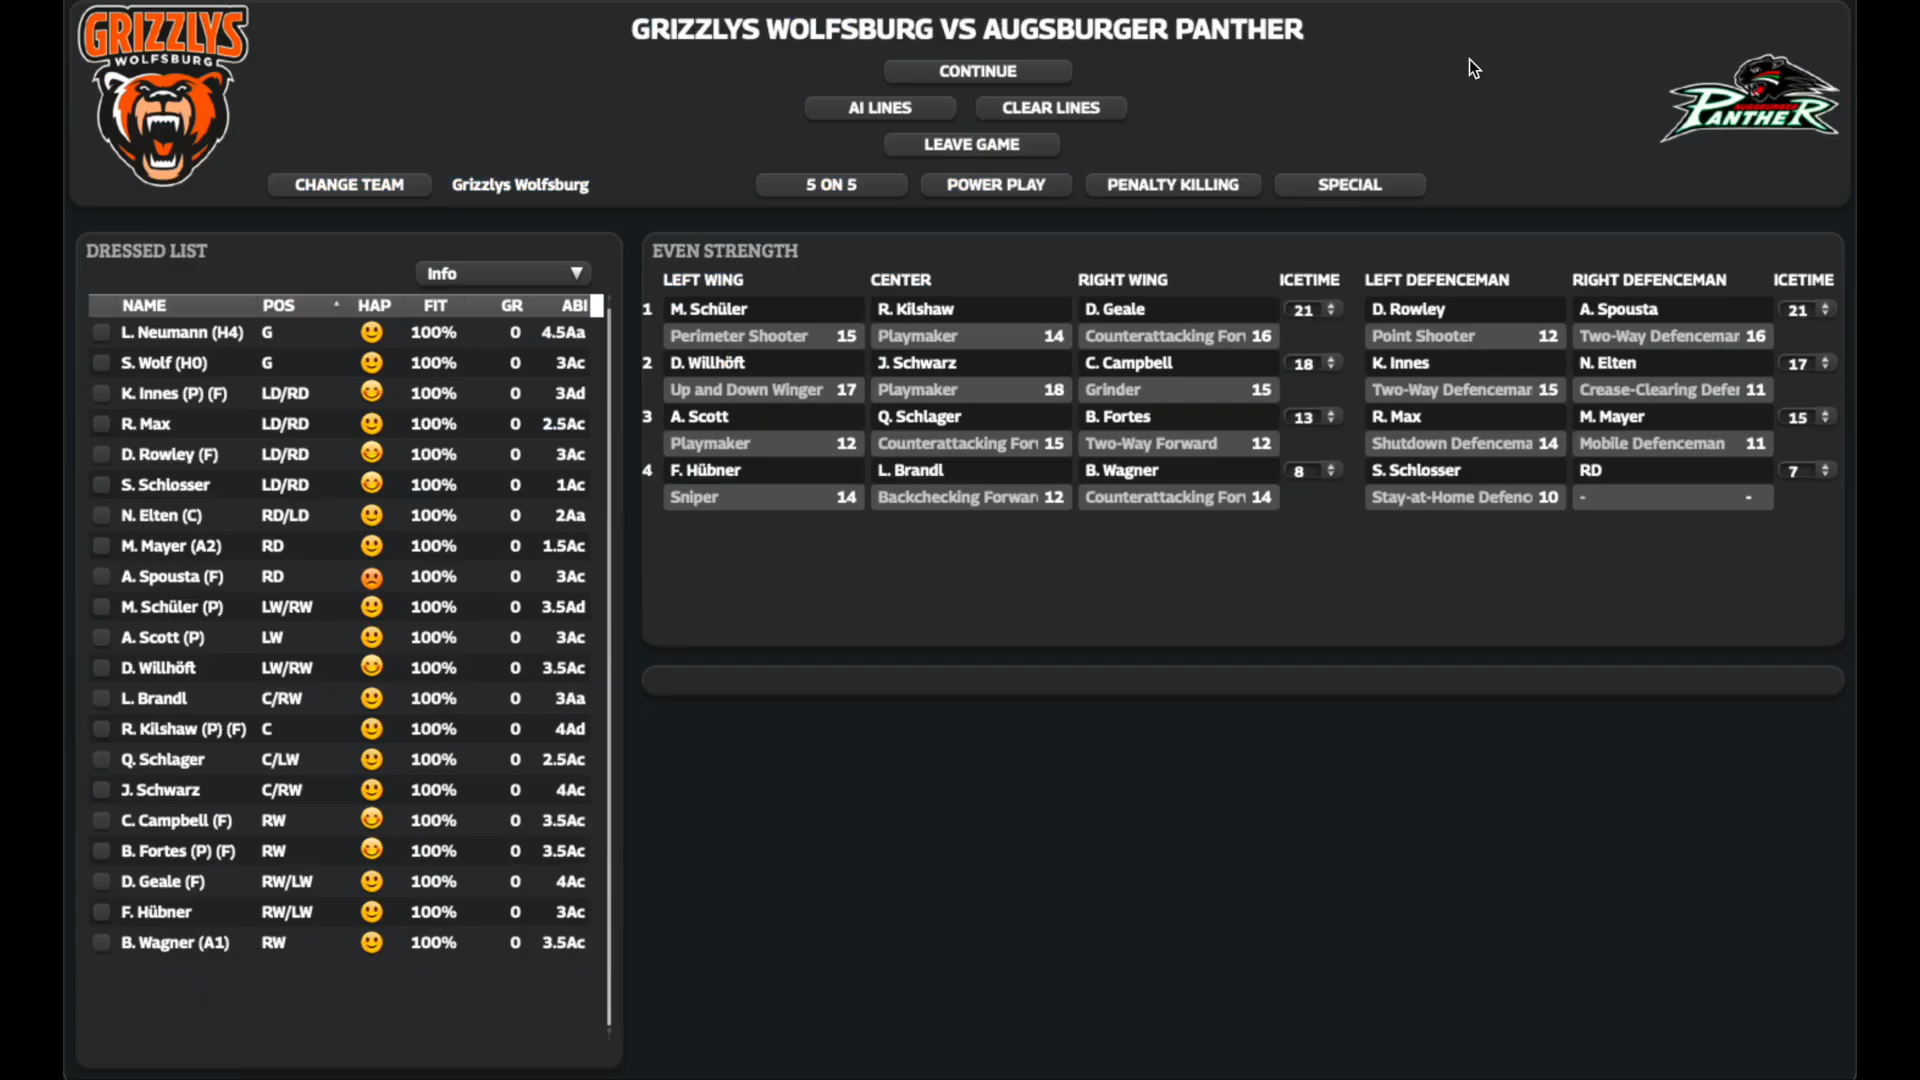 GRIZZLYS
WOLFSBURG
GRIZZLYS WOLFSBURG VS AUGSBURGER PANTHER
AUGSBURGER
PANTHER
CONTINUE
AI LINES CLEAR LINES
LEAVE GAME
CHANGE TEAM Grizzlys Wolfsburg 5 ON 5 POWER PLAY PENALTY KILLING SPECIAL
DRESSED LIST
Info
NAME POS HAP FIT GR ABI
L. Neumann (H4) G 100% 0 4.5Aa
S. Wolf (H0) G 100% 0 3Ac
K. Innes (P) (F) LD/RD 100% 0 3Ad
R. Max LD/RD 100% 0 2.5Ac
D. Rowley (F) LD/RD 100% 0 3Ac
S. Schlosser LD/RD 100% 0 1Ac
N. Elten (C) RD/LD 100% 0 2Aa
M. Mayer (A2) RD 100% 0 1.5Ac
A. Spousta (F) RD 100% 0 3Ac
M. Schüler (P) LW/RW 100% 0 3.5Ad
A. Scott (P) LW 100% 0 3Ac
D. Willhöft LW/RW 100% 0 3.5Ac
L. Brandl C/RW 100% 0 3Aa
R. Kilshaw (P) (F) C 100% 0 4Ad
Q. Schlager C/LW 100% 0 2.5Ac
J. Schwarz C/RW 100% 0 4Ac
C. Campbell (F) RW 100% 0 3.5Ac
B. Fortes (P) (F) RW 100% 0 3.5Ac
D. Geale (F) RW/LW 100% 0 4Ac
F. Hübner RW/LW 100% 0 3Ac
B. Wagner (A1) RW 100% 0 3.5Ac
EVEN STRENGTH
LEFT WING CENTER RIGHT WING ICETIME LEFT DEFENCEMAN RIGHT DEFENCEMAN ICETIME
1 M. Schüler R. Kilshaw D. Geale 21 D. Rowley A. Spousta 21
Perimeter Shooter 15 Playmaker 14 Counterattacking For 16 Point Shooter 12 Two-Way Defenceman 16
2 D. Willhöft J. Schwarz C. Campbell 18 K. Innes N. Elten 17
Up and Down Winger 17 Playmaker 18 Grinder 15 Two-Way Defenceman 15 Crease-Clearing Defe 11
3 A. Scott Q. Schlager B. Fortes 13 R. Max M. Mayer 15
Playmaker 12 Counterattacking For 15 Two-Way Forward 12 Shutdown Defencema 14 Mobile Defenceman 11
4 F. Hübner L. Brandl B. Wagner 8 S. Schlosser RD 7
Sniper 14 Backchecking Forwar 12 Counterattacking For 14 Stay-at-Home Defenc 10 - -